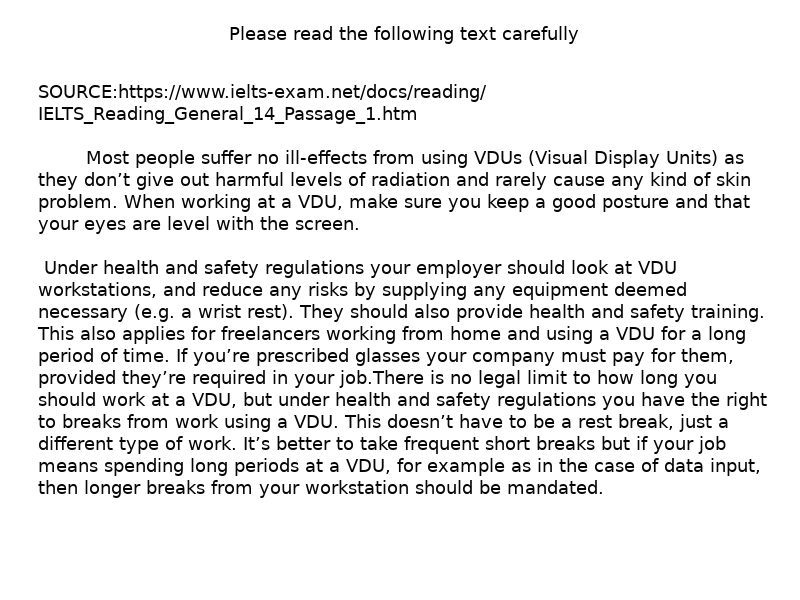 Please read the following text carefully
SOURCE:https://www.ielts-exam.net/docs/reading/
IELTS_Reading_General_14_Passage_1.htm
Most people suffer no ill-effects from using VDUs (Visual Display Units) as
they don’t give out harmful levels of radiation and rarely cause any kind of skin
problem. When working at a VDU, make sure you keep a good posture and that
your eyes are level with the screen.
Under health and safety regulations your employer should look at VDU
workstations, and reduce any risks by supplying any equipment deemed
necessary (e.g. a wrist rest). They should also provide health and safety training.
This also applies for freelancers working from home and using a VDU for a long
period of time. If you’re prescribed glasses your company must pay for them,
provided they’re required in your job.There is no legal limit to how long you
should work at a VDU, but under health and safety regulations you have the right
to breaks from work using a VDU. This doesn’t have to be a rest break, just a
different type of work. It’s better to take frequent short breaks but if your job
means spending long periods at a VDU, for example as in the case of data input,
then longer breaks from your workstation should be mandated.